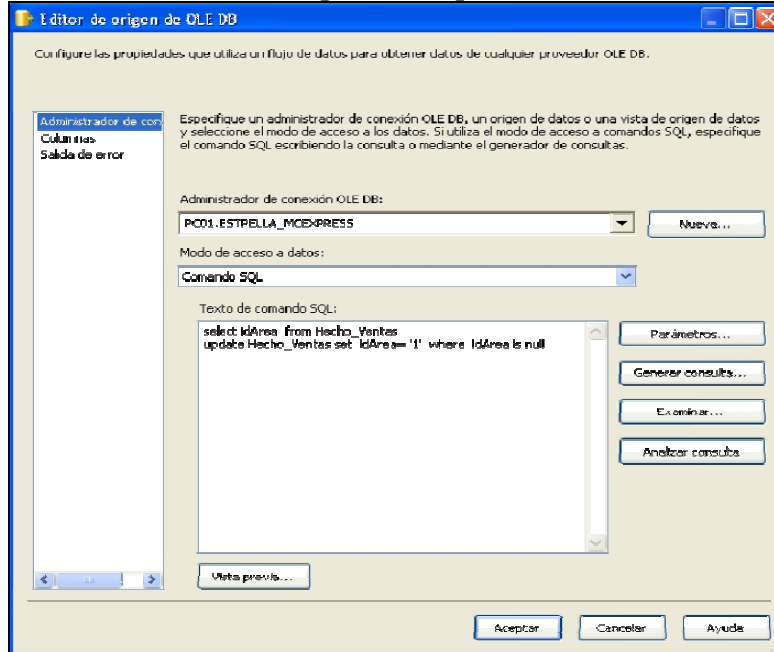 Editor de origen de OLE DB
Configure las propiedades que utiliza un flujo de datos para obtener datos de cualquier proveedor OLE DB.
Administrador de con
Columnas
Salida de error
Especifique un administrador de conexión OLE DB, un origen de datos o una vista de origen de datos
y seleccione el modo de acceso a los datos. Si utiliza el modo de acceso a comandos SQL, especifique
el comando SQL escribiendo la consulta o mediante el generador de consultas.
Administrador de conexión OLE DB:
PC01.ESTRELLA_MCEXPRESS
Nueva...
Modo de acceso a datos:
Comando SQL
Texto de comando SQL:
select IdArea from Hecho_Ventas
update Hecho_Ventas set IdArea= '1' where IdArea is null
Parámetros...
Generar consulta...
Examinar...
Analizar consulta
Vista previa...
Aceptar
Cancelar
Ayuda